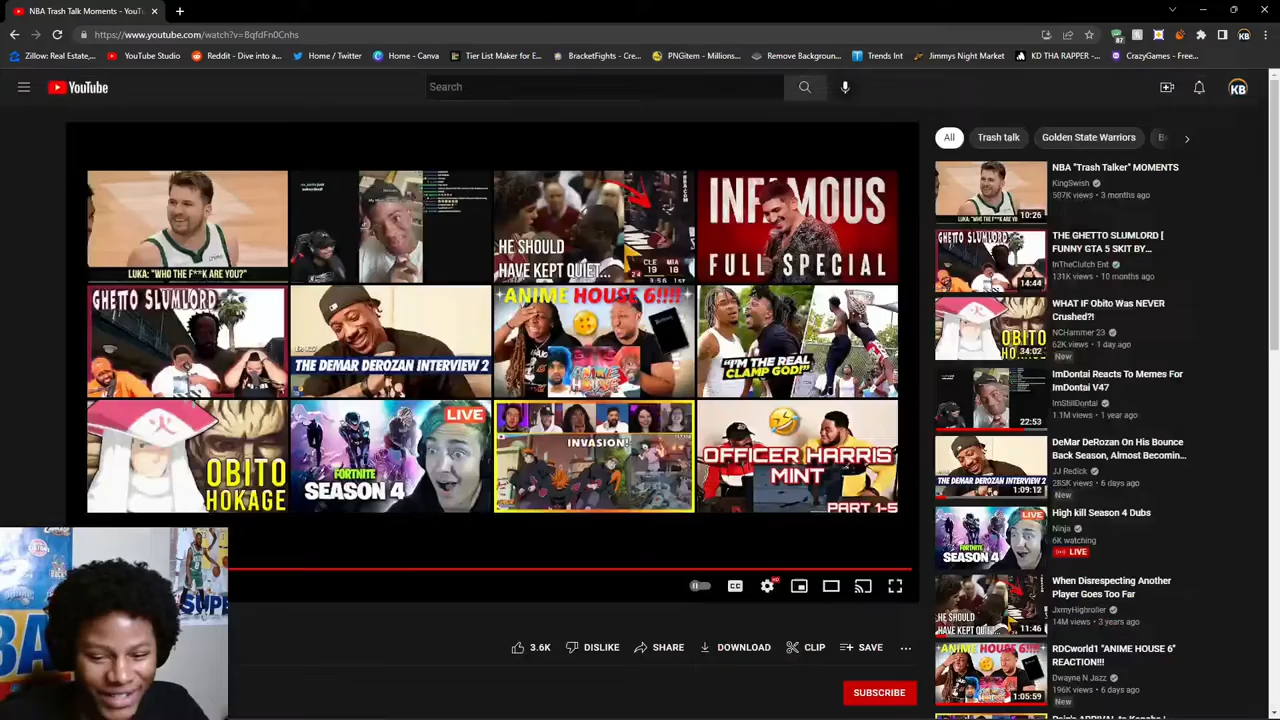 NBA Trash Talk Moments - YouTu
https://www.youtube.com/watch?v=BqfdFn0Cnhs
Zillow: Real Estate,...
YouTube Studio
Reddit - Dive into a...
Home / Twitter
Home - Canva
Tier List Maker for E...
BracketFights - Cre...
PNGitem - Millions...
Remove Backgroun...
Trends Int
Jimmys Night Market
KD THA RAPPER -...
CrazyGames - Free...
YouTube
Search
KB
All
Trash talk
Golden State Warriors
LUKA: "WHO THE F**K ARE YOU?"
HE SHOULD
HAVE KEPT QUIET...
CLE MIA
19 18
INFAMOUS
FULL SPECIAL
GHETTO SLUMLORD
THE DEMAR DEROZAN INTERVIEW 2
ANIME HOUSE 6!!!!
"I'M THE REAL
CLAMP GOD!"
OBITO
HOKAGE
LIVE
FORTNITE
SEASON 4
INVASION!
OFFICER HARRIS
MINT
PART 1-5
NBA "Trash Talker" MOMENTS
KingSwish
507K views • 3 months ago
10:26
THE GHETTO SLUMLORD [
FUNNY GTA 5 SKIT BY...
InTheClutch Ent
131K views • 10 months ago
14:44
WHAT IF Obito Was NEVER
Crushed?!
NCHammer 23
62K views • 1 day ago
New
34:02
ImDontai Reacts To Memes For
ImDontai V47
ImStillDontai
1.1M views • 1 year ago
22:53
DeMar DeRozan On His Bounce
Back Season, Almost Becomin...
JJ Redick
285K views • 6 days ago
New
1:09:12
High kill Season 4 Dubs
Ninja
6K watching
LIVE
When Disrespecting Another
Player Goes Too Far
JxmyHighroller
14M views • 3 years ago
11:46
RDCworld1 "ANIME HOUSE 6"
REACTION!!!
Dwayne N Jazz
196K views • 6 days ago
New
1:05:59
CC
HD
3.6K
DISLIKE
SHARE
DOWNLOAD
CLIP
SAVE
SUBSCRIBE